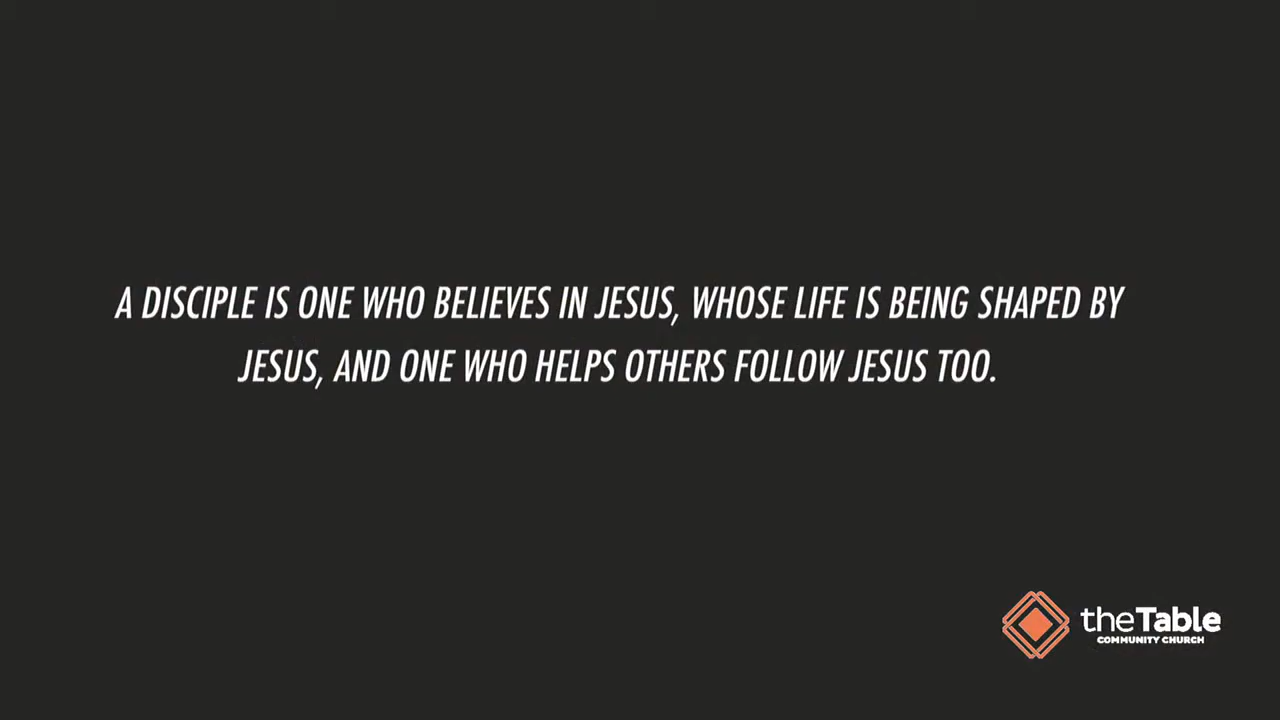 A DISCIPLE IS ONE WHO BELIEVES IN JESUS, WHOSE LIFE IS BEING SHAPED BY
JESUS, AND ONE WHO HELPS OTHERS FOLLOW JESUS TOO.
theTable
COMMUNITY CHURCH